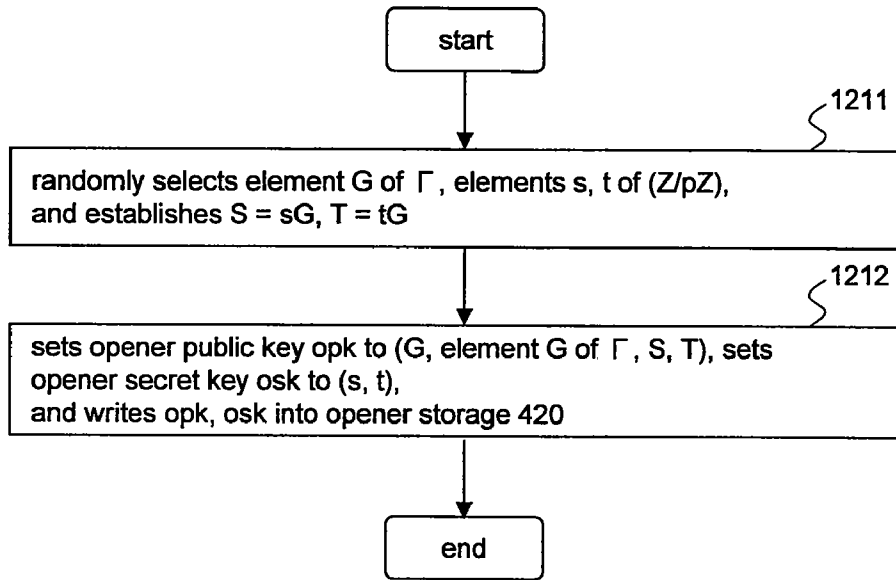 start
1211
randomly selects element G of Γ, elements s, t of (Z/pZ),
and establishes S = sG, T = tG
1212
sets opener public key opk to (G, element G of Γ, S, T), sets
opener secret key osk to (s, t),
and writes opk, osk into opener storage 420
end